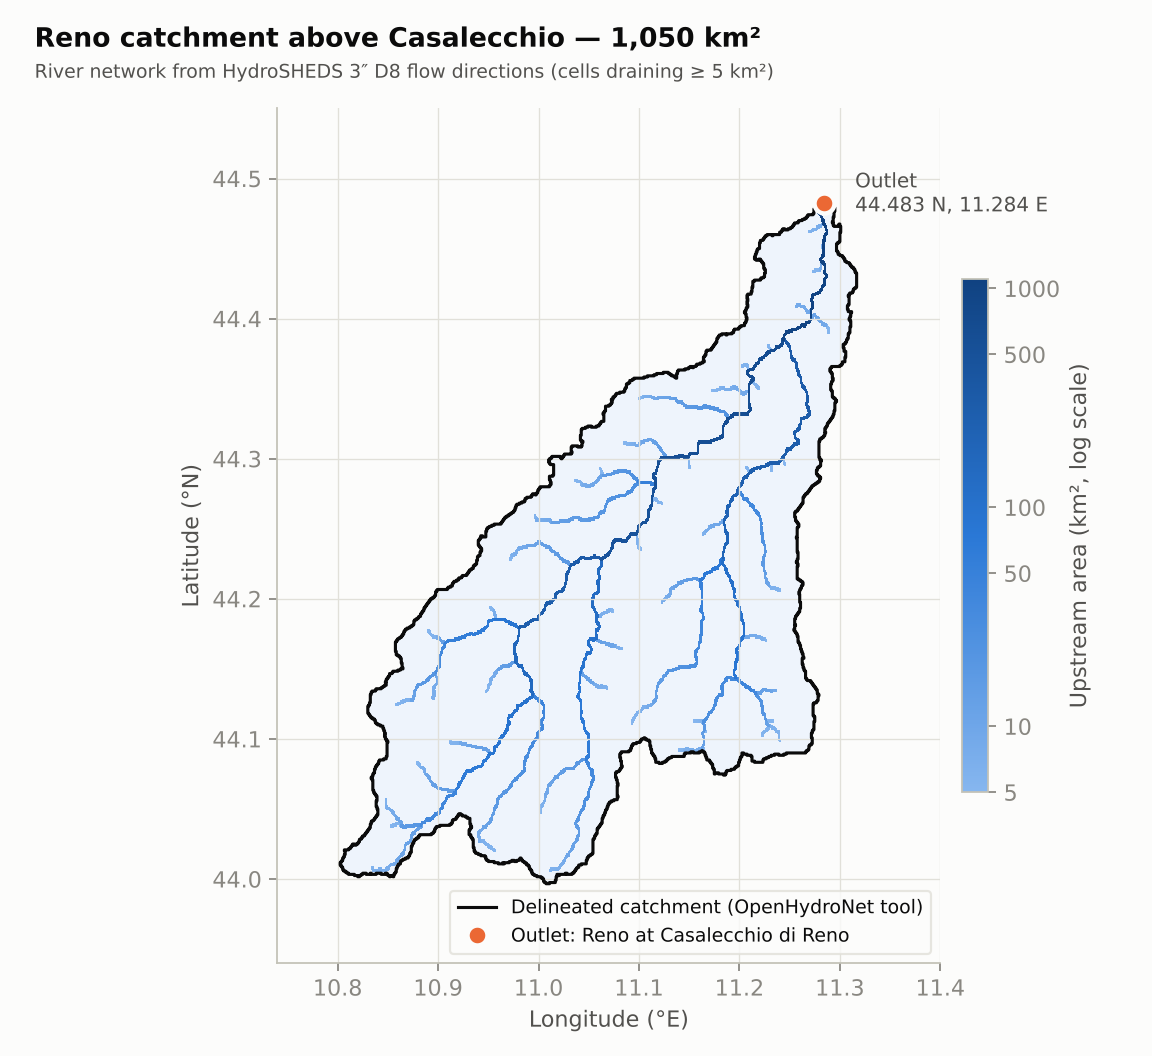 Reno catchment above Casalecchio — 1,050 km²
River network from HydroSHEDS 3″ D8 flow directions (cells draining ≥ 5 km²)
Outlet
44.483 N, 11.284 E
44.5
44.4
44.3
44.2
44.1
44.0
Latitude (°N)
1000
500
100
50
10
5
Upstream area (km², log scale)
Delineated catchment (OpenHydroNet tool)
Outlet: Reno at Casalecchio di Reno
10.8 10.9 11.0 11.1 11.2 11.3 11.4
Longitude (°E)